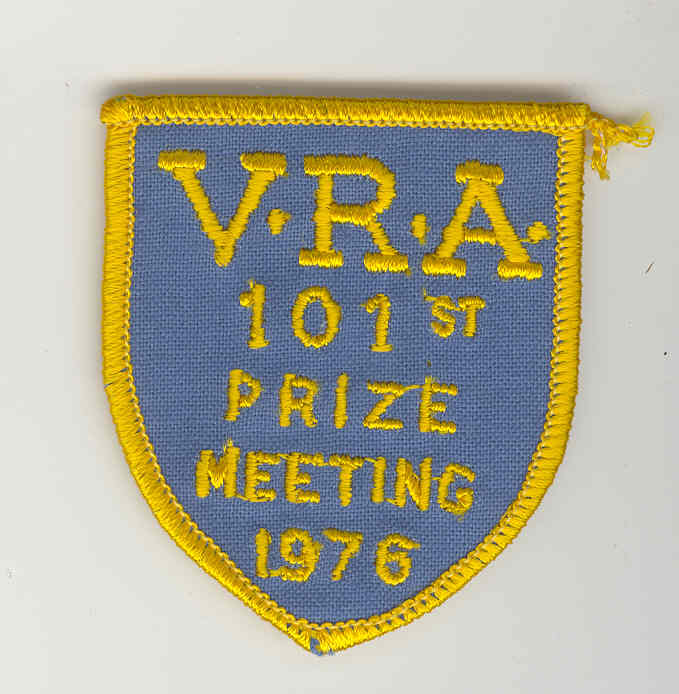 V·R·A·
101ST
PRIZE
MEETING
1976